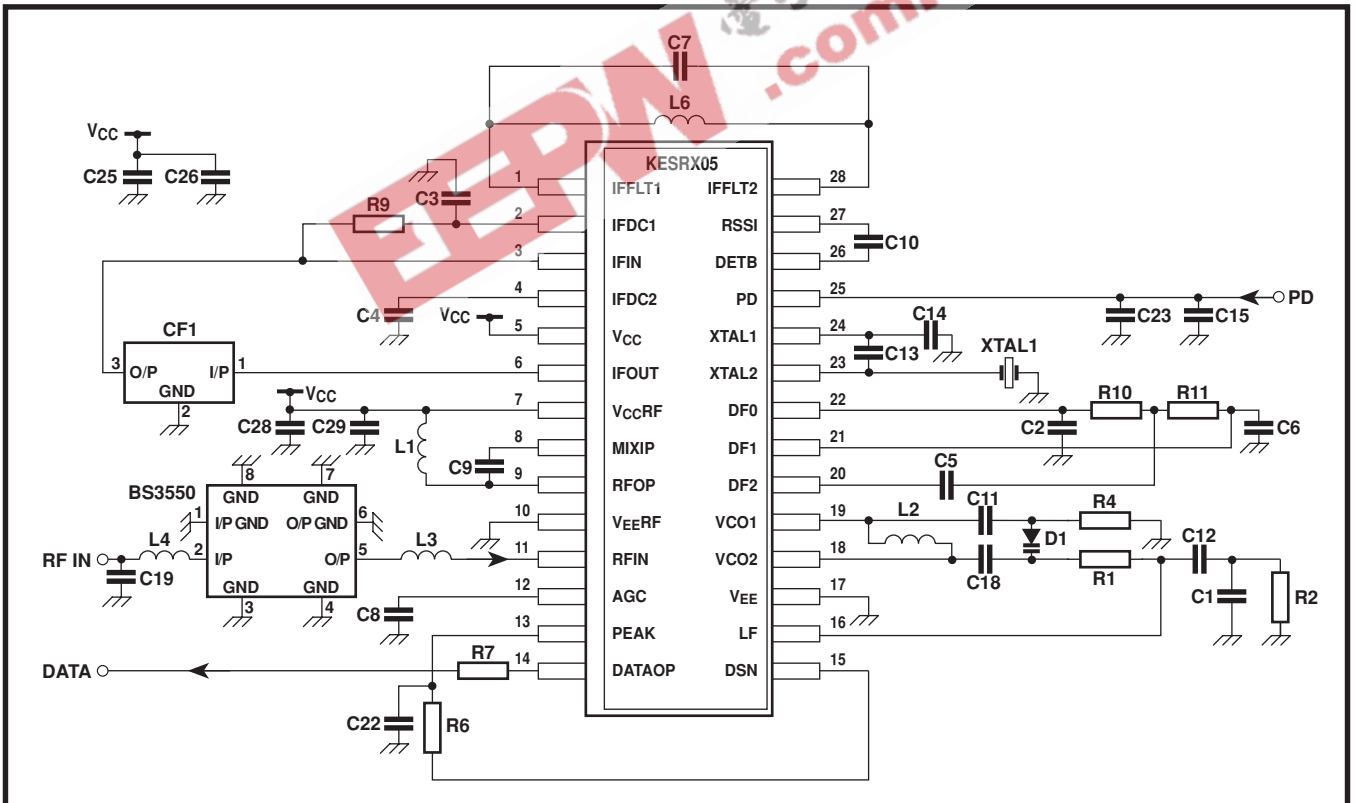 C7
L6
VCC
C25
C26
KESRX05
1
IFFLT1
IFFLT2
28
R9
C3
2
IFDC1
RSSI
27
C10
3
IFIN
DETB
26
4
IFDC2
PD
25
PD
C4
VCC
5
VCC
XTAL1
24
C14
C23
C15
C13
XTAL1
CF1
3
O/P
I/P
1
GND
2
6
IFOUT
XTAL2
23
VCC
7
VCCRF
DF0
22
R10
R11
C28
C29
L1
8
MIXIP
DF1
21
C2
C6
C9
9
RFOP
DF2
20
C5
BS3550
8
7
GND
GND
1
I/P GND
O/P GND
6
10
VEERF
VCO1
19
L2
C11
R4
RF IN
L4
2
I/P
O/P
5
L3
11
RFIN
VCO2
18
C18
D1
R1
C12
C19
GND
GND
3
4
12
AGC
VEE
17
C1
R2
C8
13
PEAK
LF
16
DATA
R7
14
DATAOP
DSN
15
C22
R6
EEPW
.com